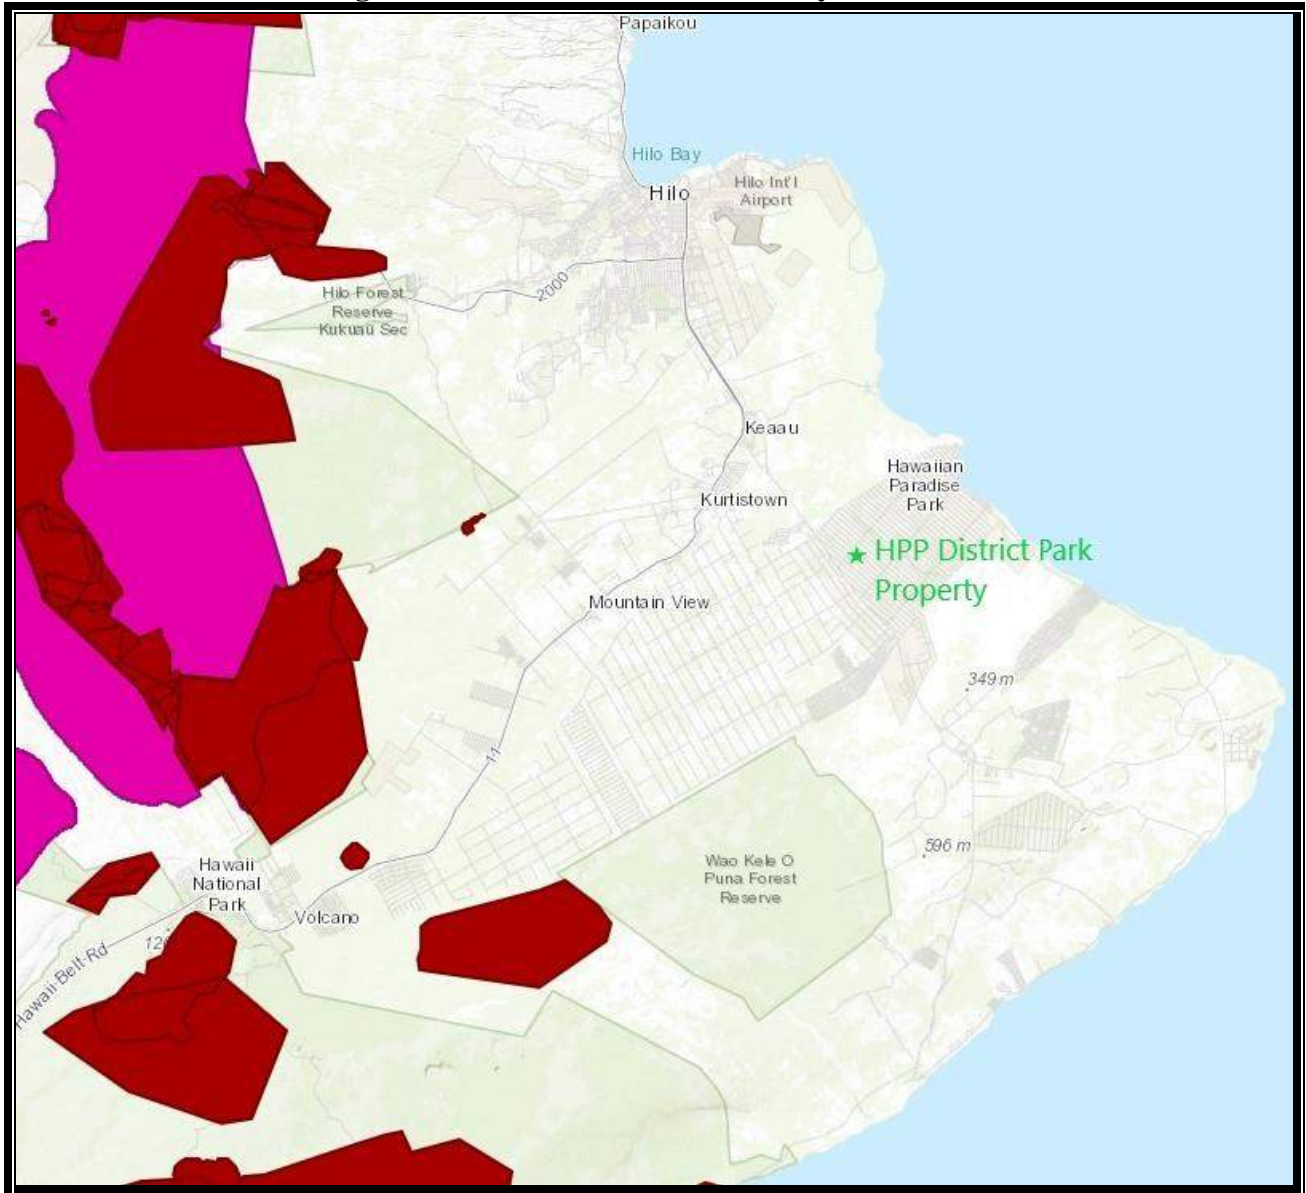 Papaikou
Hilo Bay
Hilo
Hilo Int'l
Airport
2000
Hilo Forest
Reserve
Kukuau Sec
Keaau
Hawaiian
Paradise
Park
Kurtistown
HPP District Park
Property
Mountain View
349 m
11
596 m
Wao Kele O
Puna Forest
Reserve
Hawaii
National
Park
Volcano
Hawaii-Belt-Rd